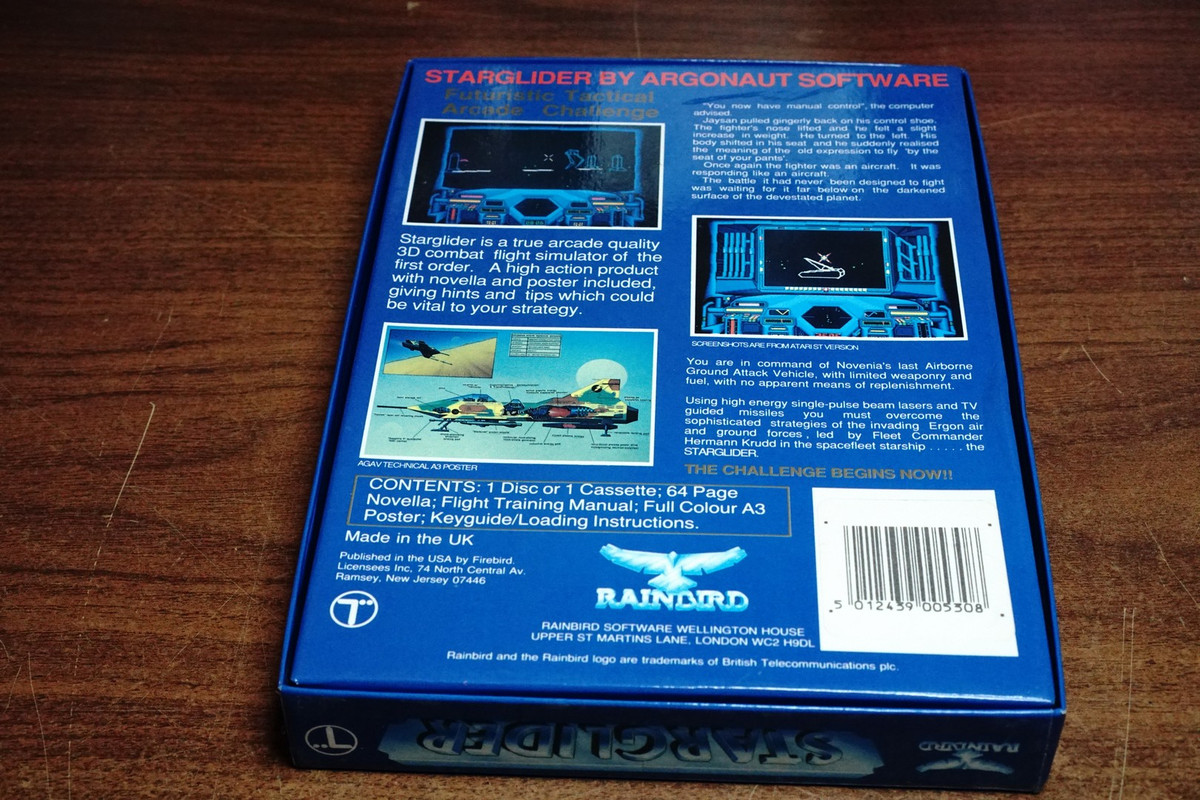 STARGLIDER BY ARGONAUT SOFTWARE
Futuristic Tactical
Arcade Challenge
"You now have manual control", the computer
advised.
Jaysan pulled gingerly back on his control shoe.
The fighter's nose lifted and he felt a slight
increase in weight. He turned to the left. His
body shifted in his seat and he suddenly realised
the meaning of the old expression to fly 'by the
seat of your pants'.
Once again the fighter was an aircraft. It was
responding like an aircraft.
The battle it had never been designed to fight
was waiting for it far below on the darkened
surface of the devestated planet.
Starglider is a true arcade quality
3D combat flight simulator of the
first order. A high action product
with novella and poster included,
giving hints and tips which could
be vital to your strategy.
SCREENSHOTS ARE FROM ATARI ST VERSION
You are in command of Novenia's last Airborne
Ground Attack Vehicle, with limited weaponry and
fuel, with no apparent means of replenishment.
Using high energy single-pulse beam lasers and TV
guided missiles you must overcome the
sophisticated strategies of the invading Ergon air
and ground forces, led by Fleet Commander
Hermann Krudd in the spacefleet starship . . . . . the
STARGLIDER.
THE CHALLENGE BEGINS NOW!!
AGAV TECHNICAL A3 POSTER
CONTENTS: 1 Disc or 1 Cassette; 64 Page
Novella; Flight Training Manual; Full Colour A3
Poster; Keyguide/Loading Instructions.
Made in the UK
Published in the USA by Firebird.
Licensees Inc, 74 North Central Av.
Ramsey, New Jersey 07446
RAINBIRD
RAINBIRD SOFTWARE WELLINGTON HOUSE
UPPER ST MARTINS LANE, LONDON WC2 H9DL
Rainbird and the Rainbird logo are trademarks of British Telecommunications plc.
5 012439 005308
STARGLIDER
RAINBIRD